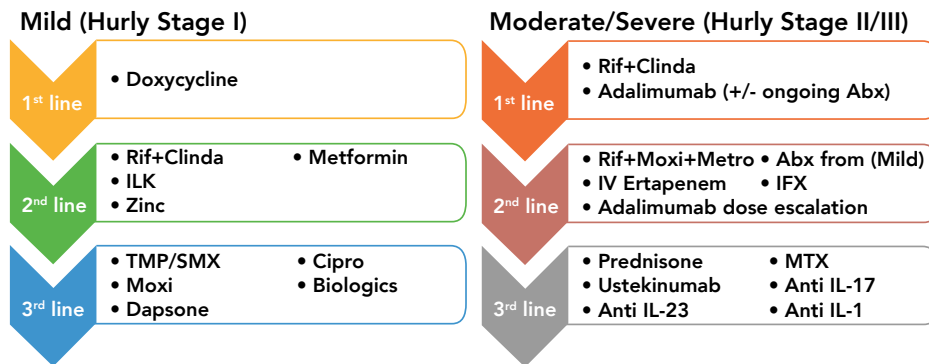 Mild (Hurly Stage I)
1st line
• Doxycycline
2nd line
• Rif+Clinda • Metformin
• ILK
• Zinc
3rd line
• TMP/SMX • Cipro
• Moxi • Biologics
• Dapsone
Moderate/Severe (Hurly Stage II/III)
1st line
• Rif+Clinda
• Adalimumab (+/- ongoing Abx)
2nd line
• Rif+Moxi+Metro • Abx from (Mild)
• IV Ertapenem • IFX
• Adalimumab dose escalation
3rd line
• Prednisone • MTX
• Ustekinumab • Anti IL-17
• Anti IL-23 • Anti IL-1